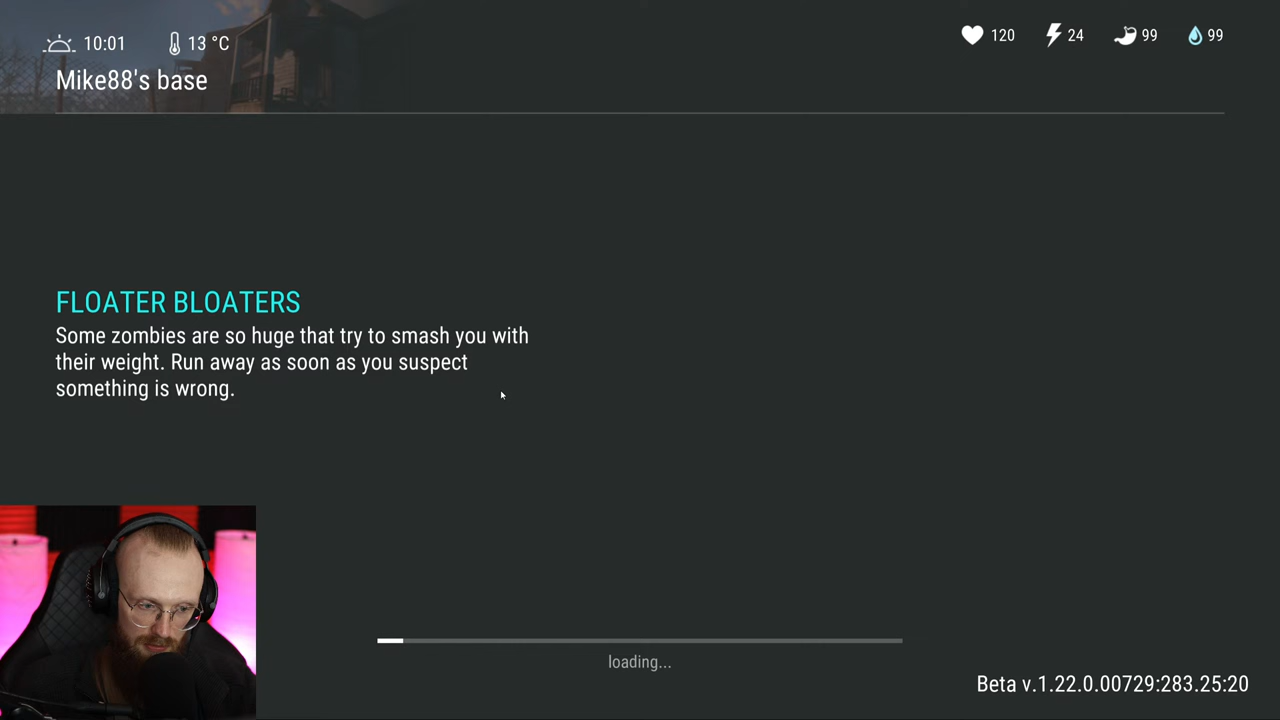 10:01 13 °C 120 24 99 99
Mike88's base
FLOATER BLOATERS
Some zombies are so huge that try to smash you with
their weight. Run away as soon as you suspect
something is wrong.
loading...
Beta v.1.22.0.00729:283.25:20